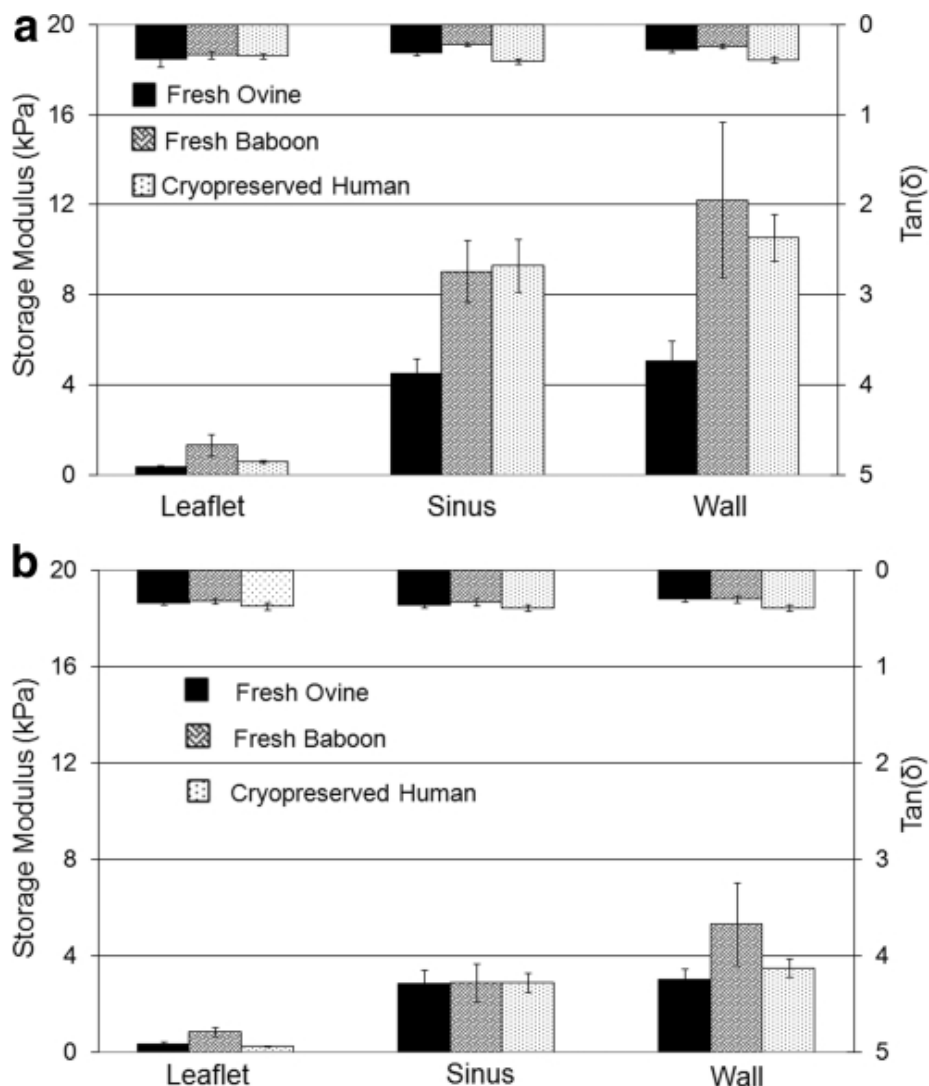 a
20 0
Fresh Ovine
16 1
Fresh Baboon
Cryopreserved Human
12 2
Storage Modulus (kPa)
Tan(δ)
8 3
4 4
0 5
Leaflet Sinus Wall
b
20 0
16 1
Fresh Ovine
Fresh Baboon
12 2
Cryopreserved Human
Storage Modulus (kPa)
Tan(δ)
8 3
4 4
0 5
Leaflet Sinus Wall